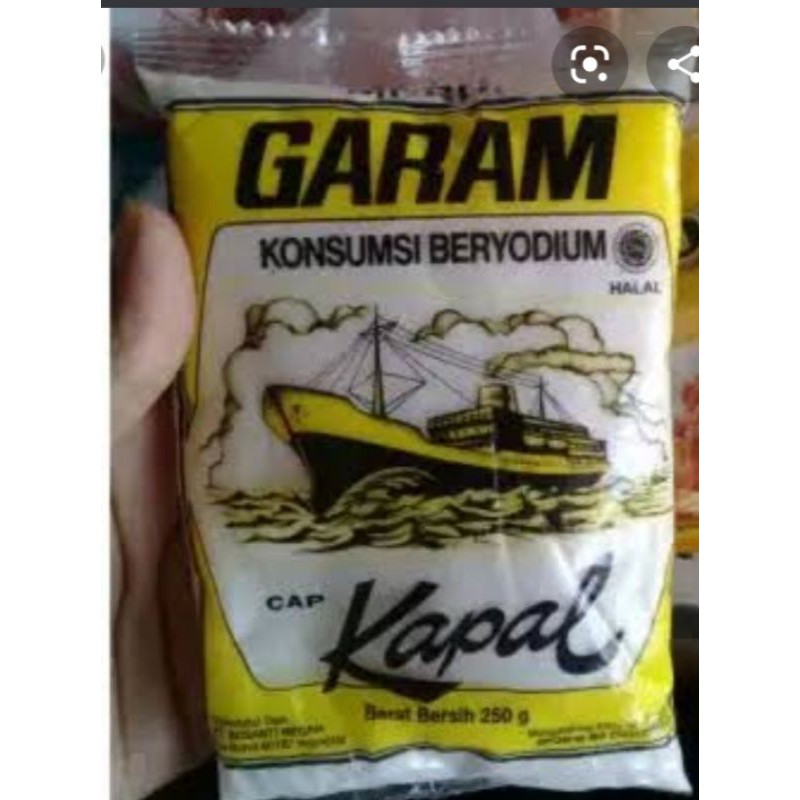 GARAM
KONSUMSI BERYODIUM
HALAL
CAP
Kapal
Berat Bersih 250 g